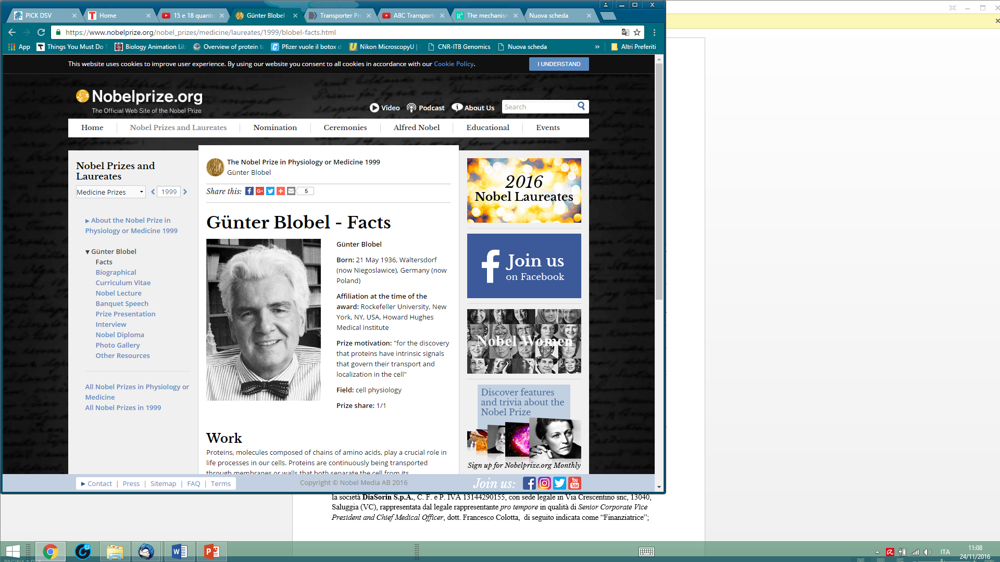 PICK DSV
Home
15 e 18 quanto
Günter Blobel
Transporter Pr
ABC Transport
The mechanism
Nuova scheda
https://www.nobelprize.org/nobel_prizes/medicine/laureates/1999/blobel-facts.html
App
Things You Must Do
Biology Animation Lib
Overview of protein
Pfizer vuole il botox
Nikon MicroscopyU |
CNR-ITB Genomics
Nuova scheda
»
Altri Preferiti
This website uses cookies to improve user experience. By using our website you consent to all cookies in accordance with our Cookie Policy.
I UNDERSTAND
Nobelprize.org
The Official Web Site of the Nobel Prize
Video
Podcast
About Us
Search
Home
Nobel Prizes and Laureates
Nomination
Ceremonies
Alfred Nobel
Educational
Events
Nobel Prizes and
Laureates
Medicine Prizes
1999
About the Nobel Prize in
Physiology or Medicine 1999
Günter Blobel
Facts
Biographical
Curriculum Vitae
Nobel Lecture
Banquet Speech
Prize Presentation
Interview
Nobel Diploma
Photo Gallery
Other Resources
All Nobel Prizes in Physiology or
Medicine
All Nobel Prizes in 1999
The Nobel Prize in Physiology or Medicine 1999
Günter Blobel
Share this:
5
Günter Blobel - Facts
Günter Blobel
Born: 21 May 1936, Waltersdorf
(now Niegoslawice), Germany (now
Poland)
Affiliation at the time of the
award: Rockefeller University, New
York, NY, USA, Howard Hughes
Medical Institute
Prize motivation: "for the discovery
that proteins have intrinsic signals
that govern their transport and
localization in the cell"
Field: cell physiology
Prize share: 1/1
Work
Proteins, molecules composed of chains of amino acids, play a crucial role in
life processes in our cells. Proteins are continuously being transported
through membranes or walls that both separate the cell from its
2016
Nobel Laureates
Join us
on Facebook
Nobel Women
Discover features
and trivia about the
Nobel Prize
Sign up for Nobelprize.org Monthly
Contact | Press | Sitemap | FAQ | Terms
Copyright © Nobel Media AB 2016
Join us:
You
Tube
la società DiaSorin S.p.A., C. F. e P. IVA 13144290155, con sede legale in Via Crescentino snc, 13040,
Saluggia (VC), rappresentata dal legale rappresentante pro tempore in qualità di Senior Corporate Vice
President and Chief Medical Officer, dott. Francesco Colotta, di seguito indicata come “Finanziatrice”;
ITA
11:08
24/11/2016